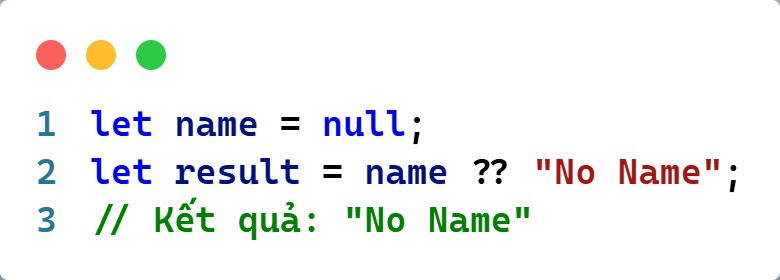 1 let name = null;
2 let result = name ?? "No Name";
3 // Kết quả: "No Name"